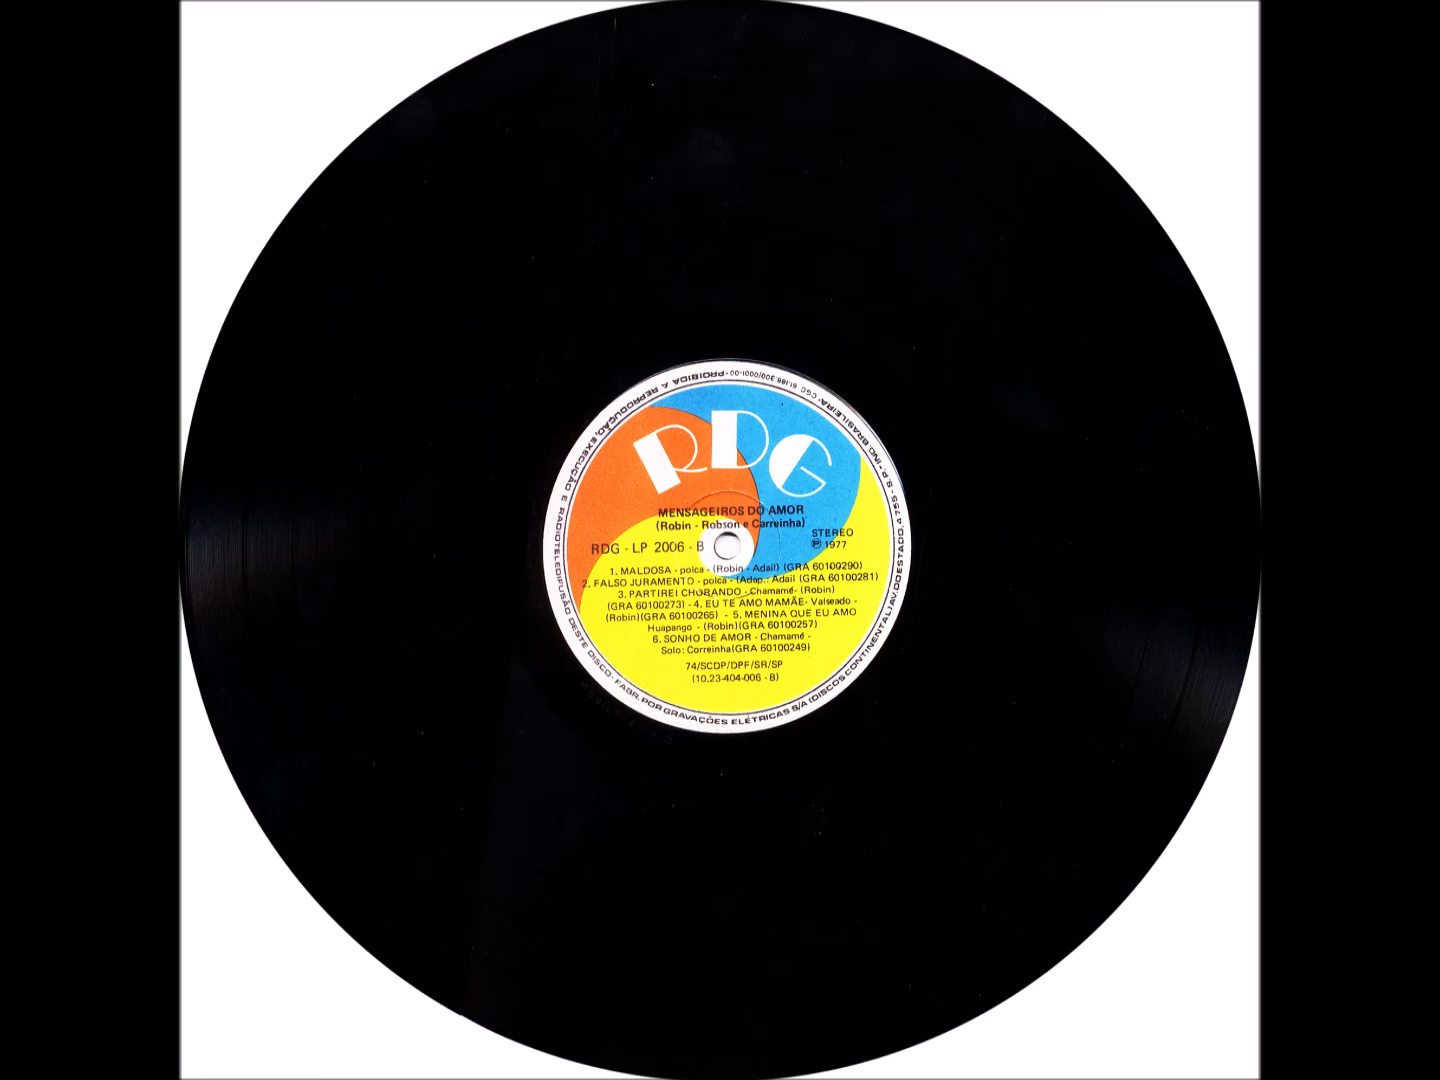 RDG
MENSAGEIROS DO AMOR
(Robin - Robson e Carreinha)
STEREO
RDG - LP 2006 - B
℗ 1977
1. MALDOSA - polca - (Robin - Adail) (GRA 60100290)
2. FALSO JURAMENTO - polca - (Adap.: Adail (GRA 60100281)
3. PARTIREI CHORANDO - Chamamé- (Robin)
(GRA 60100273) - 4. EU TE AMO MAMÃE- Valseado -
(Robin)(GRA 60100265) - 5. MENINA QUE EU AMO
Huapango - (Robin)(GRA 60100257)
6. SONHO DE AMOR - Chamamé -
Solo: Correinha(GRA 60100249)
74/SCDP/DPF/SR/SP
(10.23-404-006 - B)
FABR. POR GRAVAÇÕES ELÉTRICAS S/A (DISCOS CONTINENTAL) AV. DO ESTADO, 4755 - S. P. - IND. BRASILEIRA - CGC 61.186.300/0001-00 - PROIBIDA A REPRODUÇÃO, EXECUÇÃO E RADIOTELEDIFUSÃO DESTE DISCO -